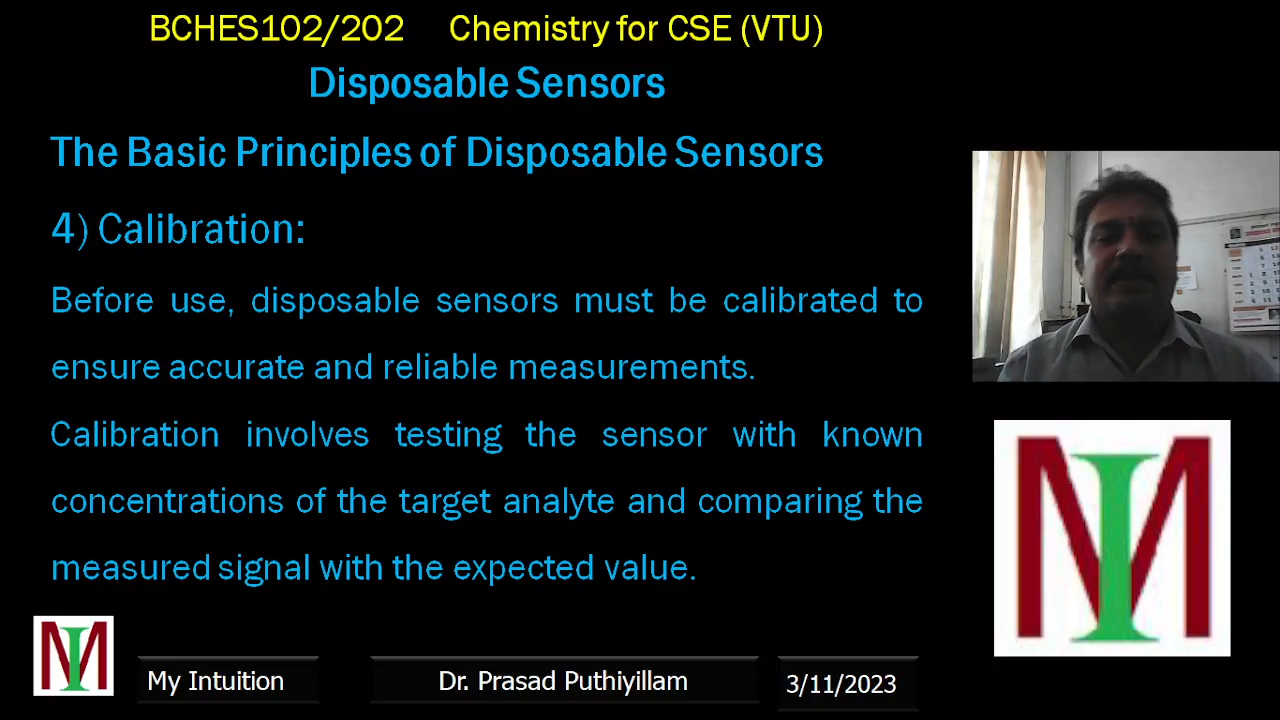 BCHES102/202 Chemistry for CSE (VTU)
Disposable Sensors
The Basic Principles of Disposable Sensors
4) Calibration:
Before use, disposable sensors must be calibrated to
ensure accurate and reliable measurements.
Calibration involves testing the sensor with known
concentrations of the target analyte and comparing the
measured signal with the expected value.
MI
MI
My Intuition
Dr. Prasad Puthiyillam
3/11/2023